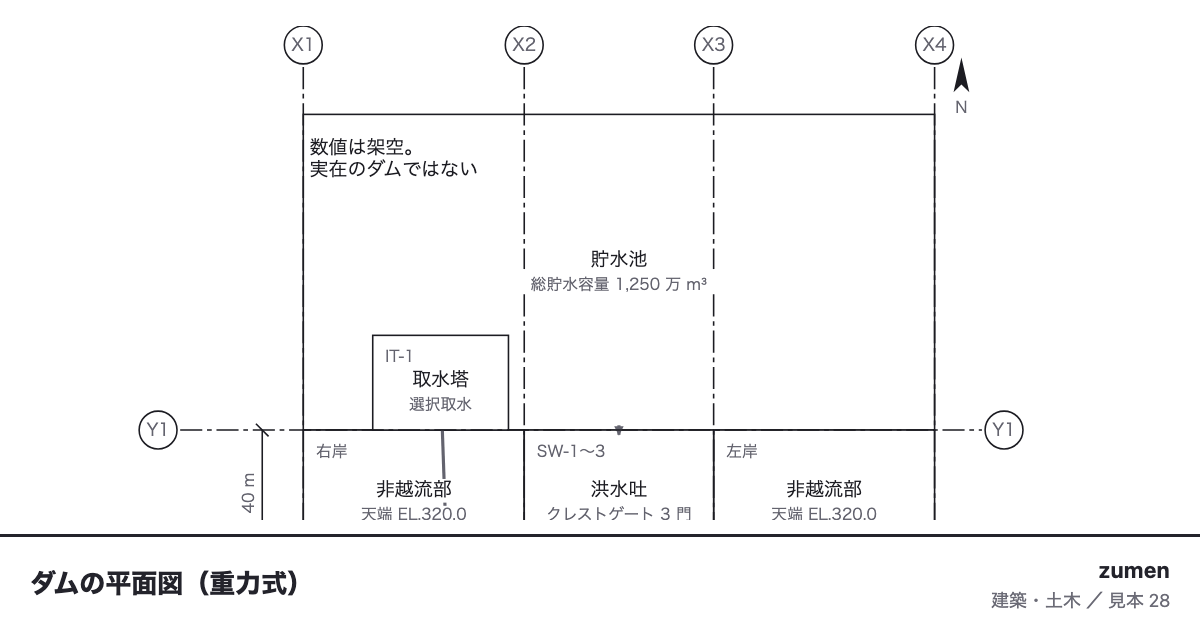 X1
X2
X3
X4
N
数値は架空。
実在のダムではない
貯水池
総貯水容量 1,250 万 m³
IT-1
取水塔
選択取水
Y1
Y1
右岸
SW-1〜3
左岸
40 m
非越流部
洪水吐
非越流部
天端 EL.320.0
クレストゲート 3 門
天端 EL.320.0
ダムの平面図（重力式）
zumen
建築・土木 ／ 見本 28